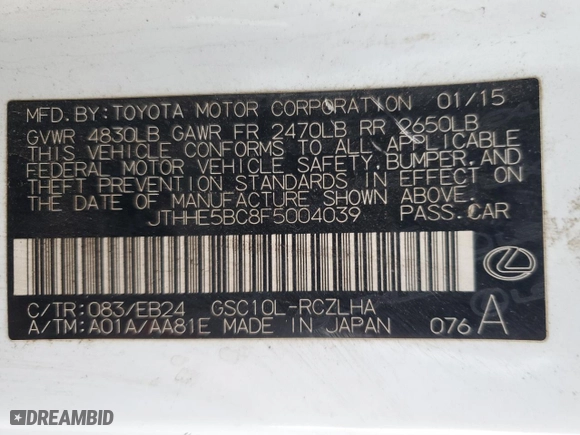 MFD. BY: TOYOTA MOTOR CORPORATION 01/15
GVWR 4830LB GAWR FR 2470LB RR 2650LB
THIS VEHICLE CONFORMS TO ALL APPLICABLE
FEDERAL MOTOR VEHICLE SAFETY, BUMPER, AND
THEFT PREVENTION STANDARDS IN EFFECT ON
THE DATE OF MANUFACTURE SHOWN ABOVE.
JTHHE5BC8F5004039 PASS. CAR
C/TR: 083/EB24 GSC10L-RCZLHA
A/TM: A01A/AA81E MADE IN JAPAN 076 A
DREAMBID